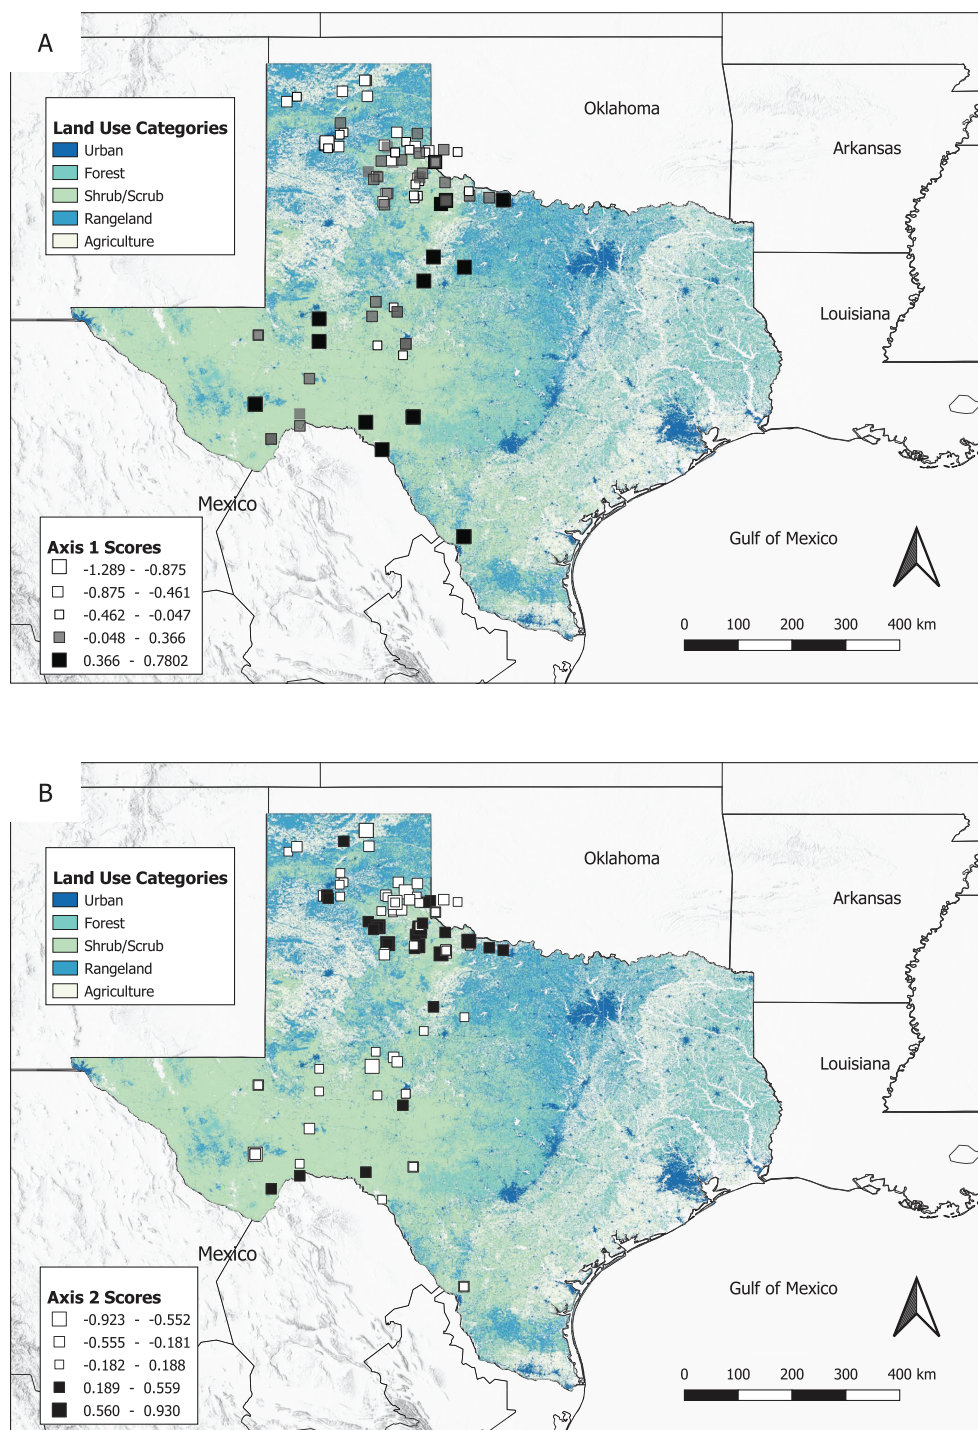 A
Oklahoma
Arkansas
Land Use Categories
Urban
Forest
Shrub/Scrub
Rangeland
Agriculture
Louisiana
Mexico
Gulf of Mexico
Axis 1 Scores
-1.289 - -0.875
-0.875 - -0.461
-0.462 - -0.047
-0.048 - 0.366
0.366 - 0.7802
0 100 200 300 400 km
B
Oklahoma
Arkansas
Land Use Categories
Urban
Forest
Shrub/Scrub
Rangeland
Agriculture
Louisiana
Mexico
Gulf of Mexico
Axis 2 Scores
-0.923 - -0.552
-0.555 - -0.181
-0.182 - 0.188
0.189 - 0.559
0.560 - 0.930
0 100 200 300 400 km